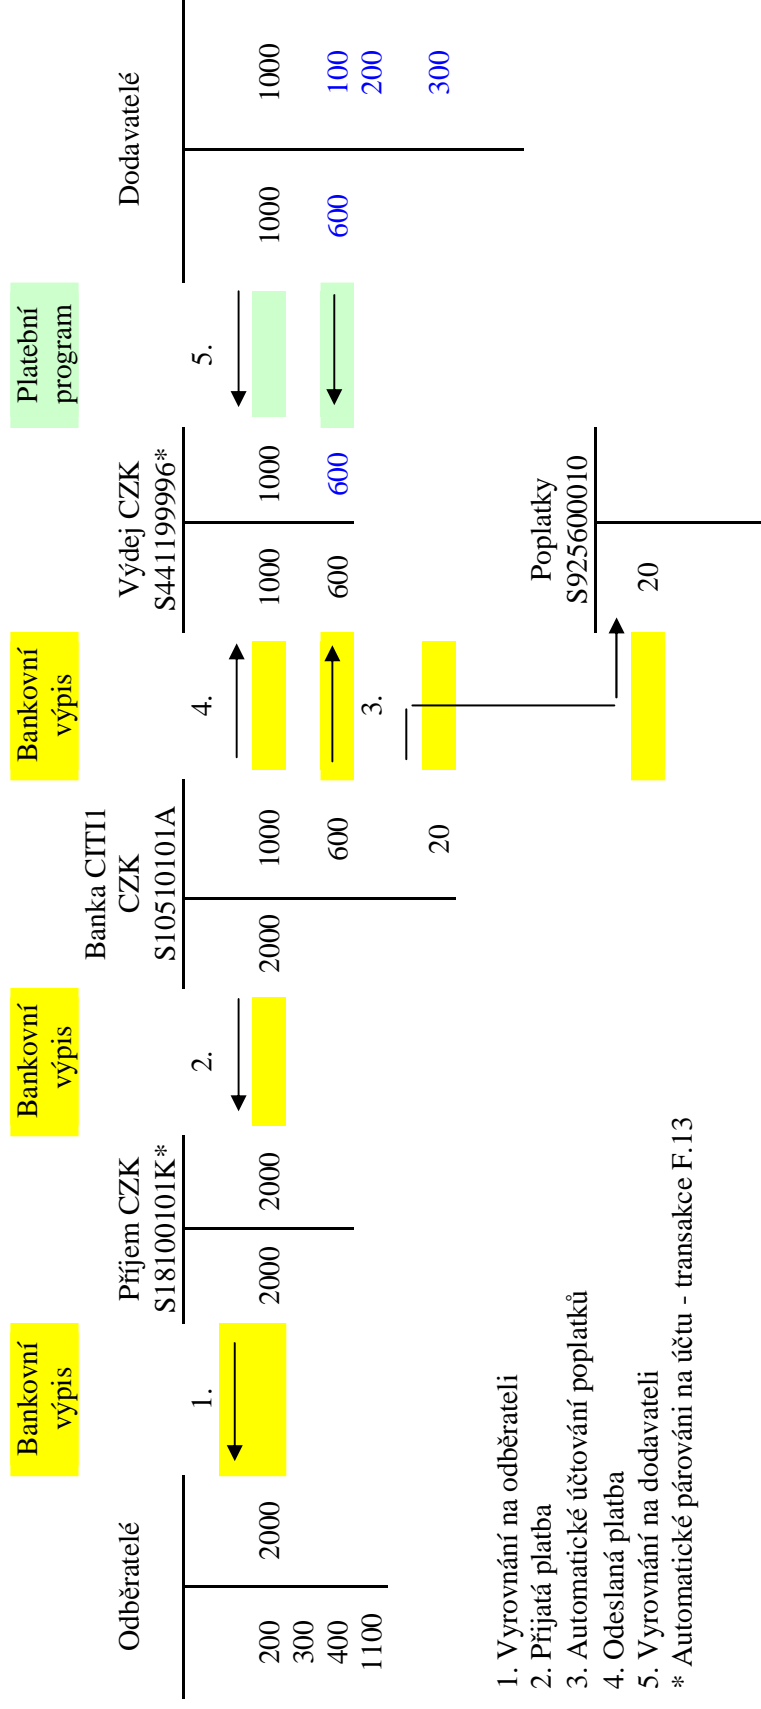 Bankovní
výpis
Bankovní
výpis
Bankovní
výpis
Platební
program
Odběratelé
Příjem CZK
S18100101K*
Banka CITI1
CZK
S10510101A
Výdej CZK
S441199996*
Dodavatelé
1.
2.
4.
5.
200
2000
2000
2000
2000
1000
1000
1000
1000
1000
300
400
600
600
600
600
100
1100
3.
200
20
300
1. Vyrovnání na odběrateli
2. Přijatá platba
3. Automatické účtování poplatků
4. Odeslaná platba
5. Vyrovnání na dodavateli
* Automatické párováni na účtu - transakce F.13
Poplatky
S925600010
20